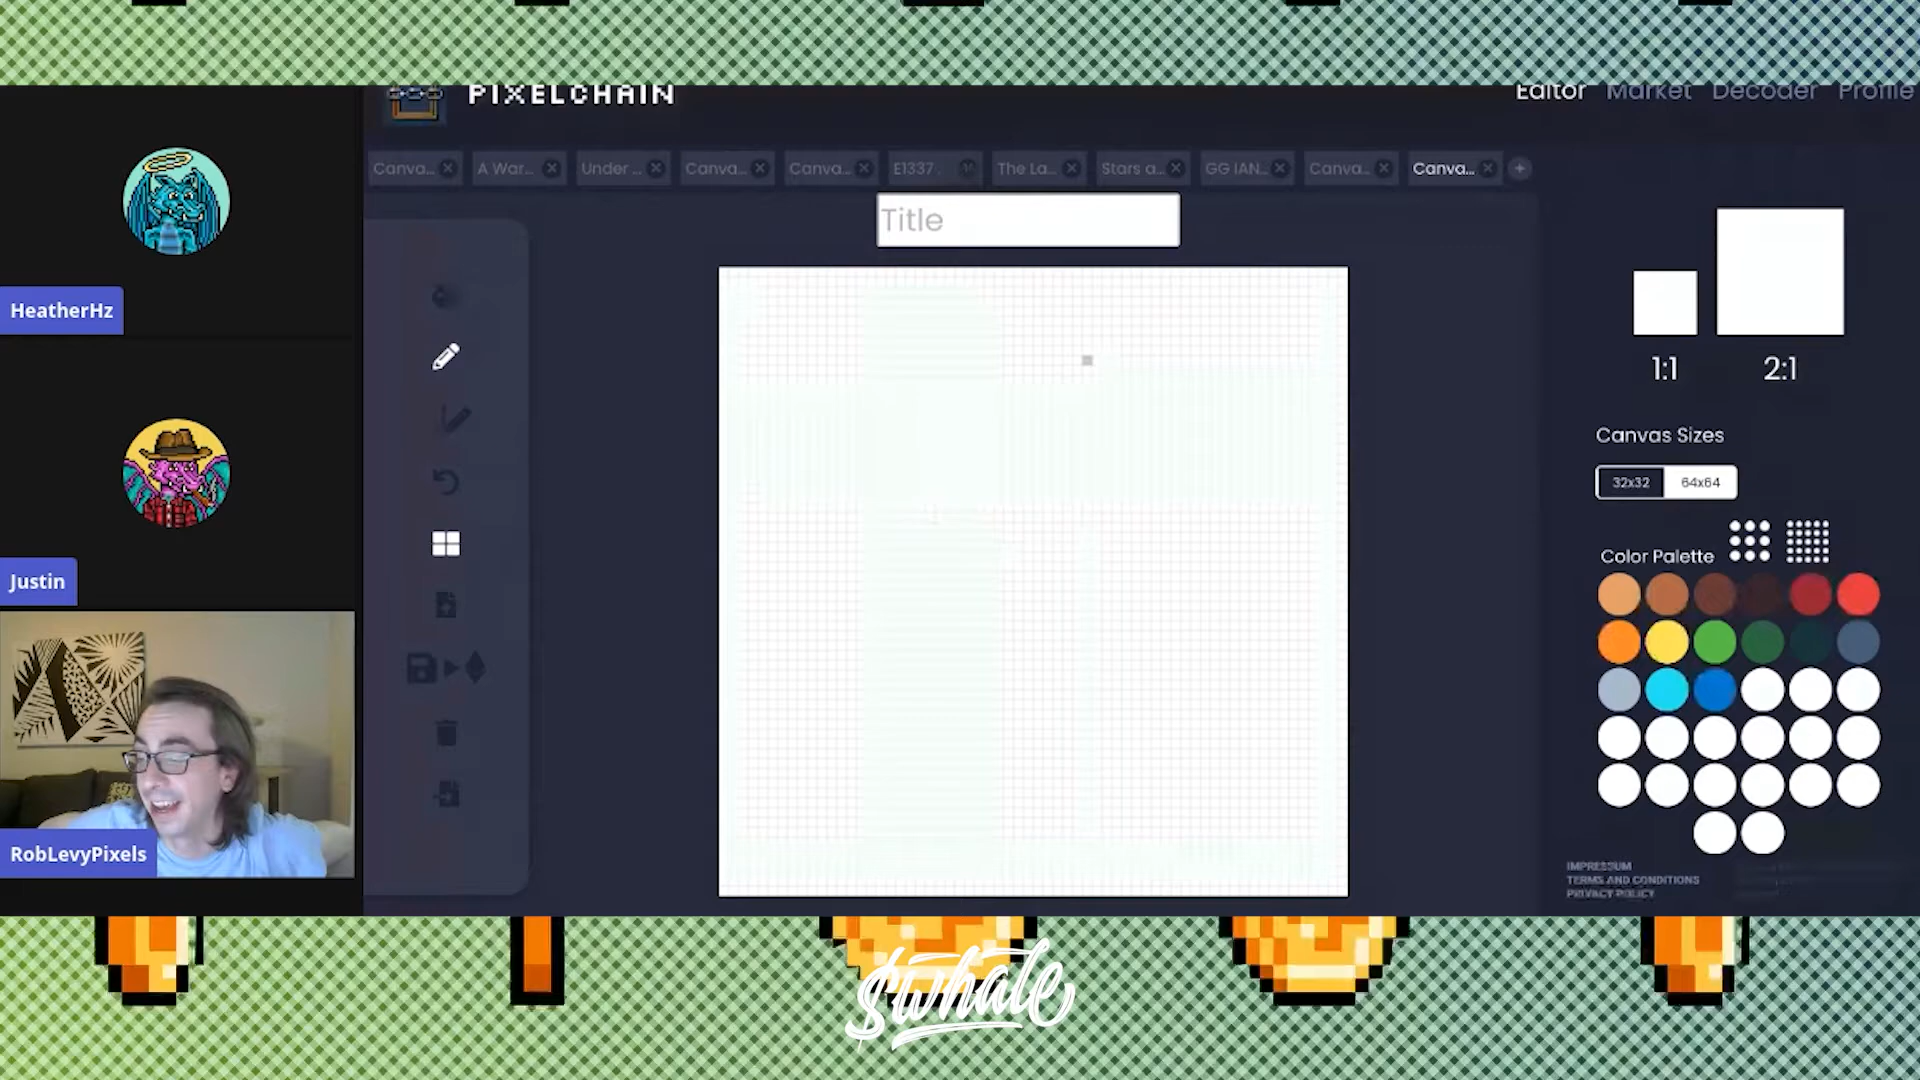 PIXELCHAIN
Editor Market Decoder Profile
Canva... A War... Under ... Canva... Canva... E1337 The La... Stars a... GG IAN... Canva... Canva...
Title
HeatherHz
Justin
RobLevyPixels
1:1 2:1
Canvas Sizes
32x32 64x64
Color Palette
IMPRESSUM
TERMS AND CONDITIONS
PRIVACY POLICY
$whale